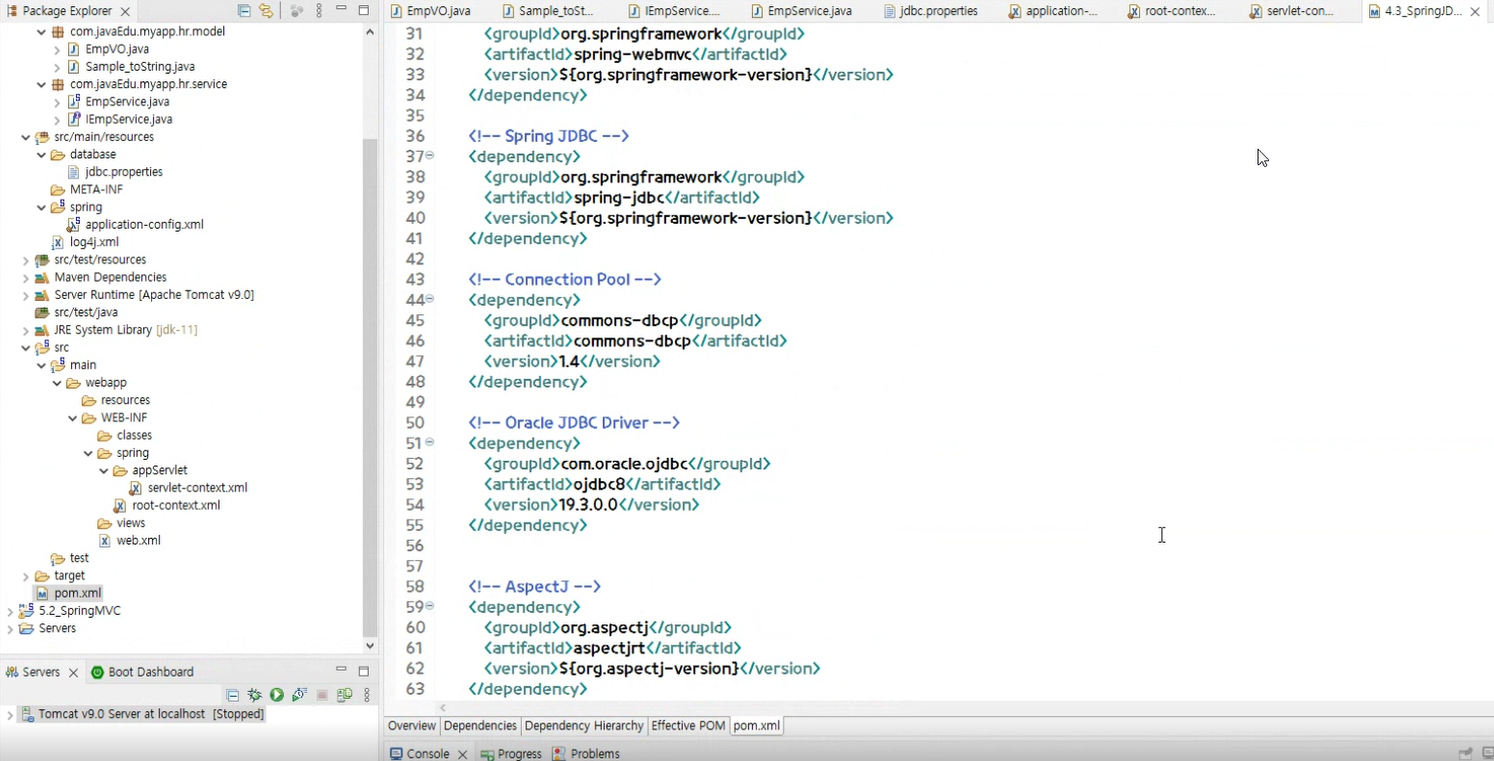 Package Explorer
com.javaEdu.myapp.hr.model
EmpVO.java
Sample_toString.java
com.javaEdu.myapp.hr.service
EmpService.java
IEmpService.java
src/main/resources
database
jdbc.properties
META-INF
spring
application-config.xml
log4j.xml
src/test/resources
Maven Dependencies
Server Runtime [Apache Tomcat v9.0]
src/test/java
JRE System Library [jdk-11]
src
main
webapp
resources
WEB-INF
classes
spring
appServlet
servlet-context.xml
root-context.xml
views
web.xml
test
target
pom.xml
5.2_SpringMVC
Servers
Servers Boot Dashboard
Tomcat v9.0 Server at localhost [Stopped]
EmpVO.java Sample_toSt... IEmpService.... EmpService.java jdbc.properties application-... root-contex... servlet-con... 4.3_SpringJD...
31 <groupId>org.springframework</groupId>
32 <artifactId>spring-webmvc</artifactId>
33 <version>${org.springframework-version}</version>
34 </dependency>
35
36 <!-- Spring JDBC -->
37 <dependency>
38 <groupId>org.springframework</groupId>
39 <artifactId>spring-jdbc</artifactId>
40 <version>${org.springframework-version}</version>
41 </dependency>
42
43 <!-- Connection Pool -->
44 <dependency>
45 <groupId>commons-dbcp</groupId>
46 <artifactId>commons-dbcp</artifactId>
47 <version>1.4</version>
48 </dependency>
49
50 <!-- Oracle JDBC Driver -->
51 <dependency>
52 <groupId>com.oracle.ojdbc</groupId>
53 <artifactId>ojdbc8</artifactId>
54 <version>19.3.0.0</version>
55 </dependency>
56
57
58 <!-- AspectJ -->
59 <dependency>
60 <groupId>org.aspectj</groupId>
61 <artifactId>aspectjrt</artifactId>
62 <version>${org.aspectj-version}</version>
63 </dependency>
Overview Dependencies Dependency Hierarchy Effective POM pom.xml
Console Progress Problems